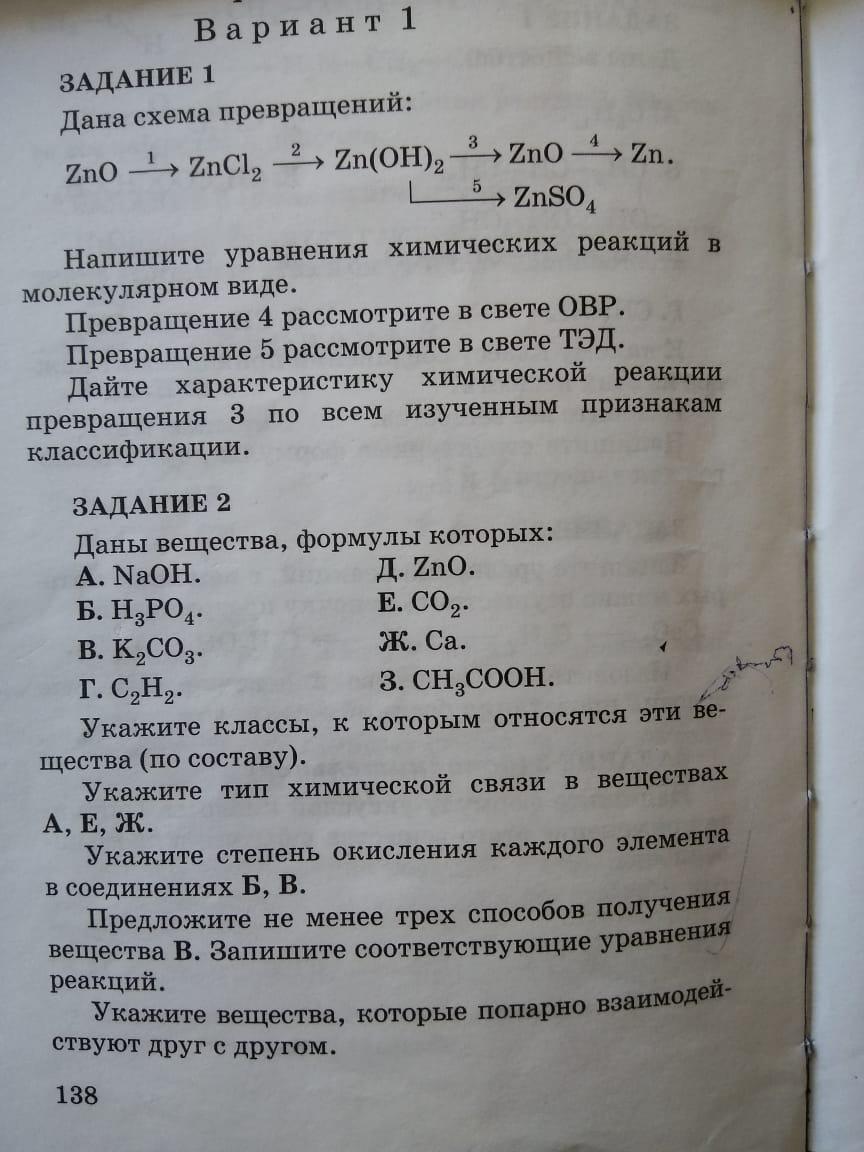 Вариант 1
ЗАДАНИЕ 1
Дана схема превращений:
ZnO —1→ ZnCl₂ —2→ Zn(OH)₂ —3→ ZnO —4→ Zn.
—5→ ZnSO₄
Напишите уравнения химических реакций в
молекулярном виде.
Превращение 4 рассмотрите в свете ОВР.
Превращение 5 рассмотрите в свете ТЭД.
Дайте характеристику химической реакции
превращения 3 по всем изученным признакам
классификации.
ЗАДАНИЕ 2
Даны вещества, формулы которых:
А. NaOH. Д. ZnO.
Б. H₃PO₄. Е. CO₂.
В. K₂CO₃. Ж. Ca.
Г. C₂H₂. З. CH₃COOH.
Укажите классы, к которым относятся эти ве-
щества (по составу).
Укажите тип химической связи в веществах
А, Е, Ж.
Укажите степень окисления каждого элемента
в соединениях Б, В.
Предложите не менее трех способов получения
вещества В. Запишите соответствующие уравнения
реакций.
Укажите вещества, которые попарно взаимодей-
ствуют друг с другом.
138